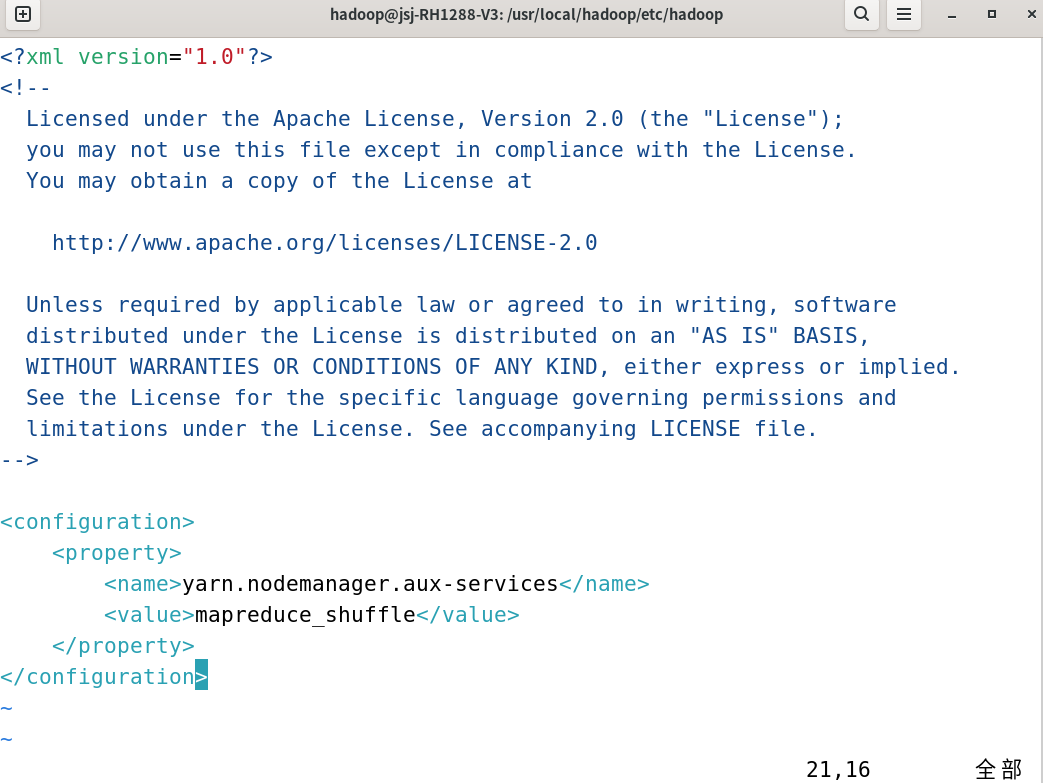 hadoop@jsj-RH1288-V3: /usr/local/hadoop/etc/hadoop
<?xml version="1.0"?>
<!--
  Licensed under the Apache License, Version 2.0 (the "License");
  you may not use this file except in compliance with the License.
  You may obtain a copy of the License at

    http://www.apache.org/licenses/LICENSE-2.0

  Unless required by applicable law or agreed to in writing, software
  distributed under the License is distributed on an "AS IS" BASIS,
  WITHOUT WARRANTIES OR CONDITIONS OF ANY KIND, either express or implied.
  See the License for the specific language governing permissions and
  limitations under the License. See accompanying LICENSE file.
-->

<configuration>
    <property>
        <name>yarn.nodemanager.aux-services</name>
        <value>mapreduce_shuffle</value>
    </property>
</configuration>
~
~
21,16 全部